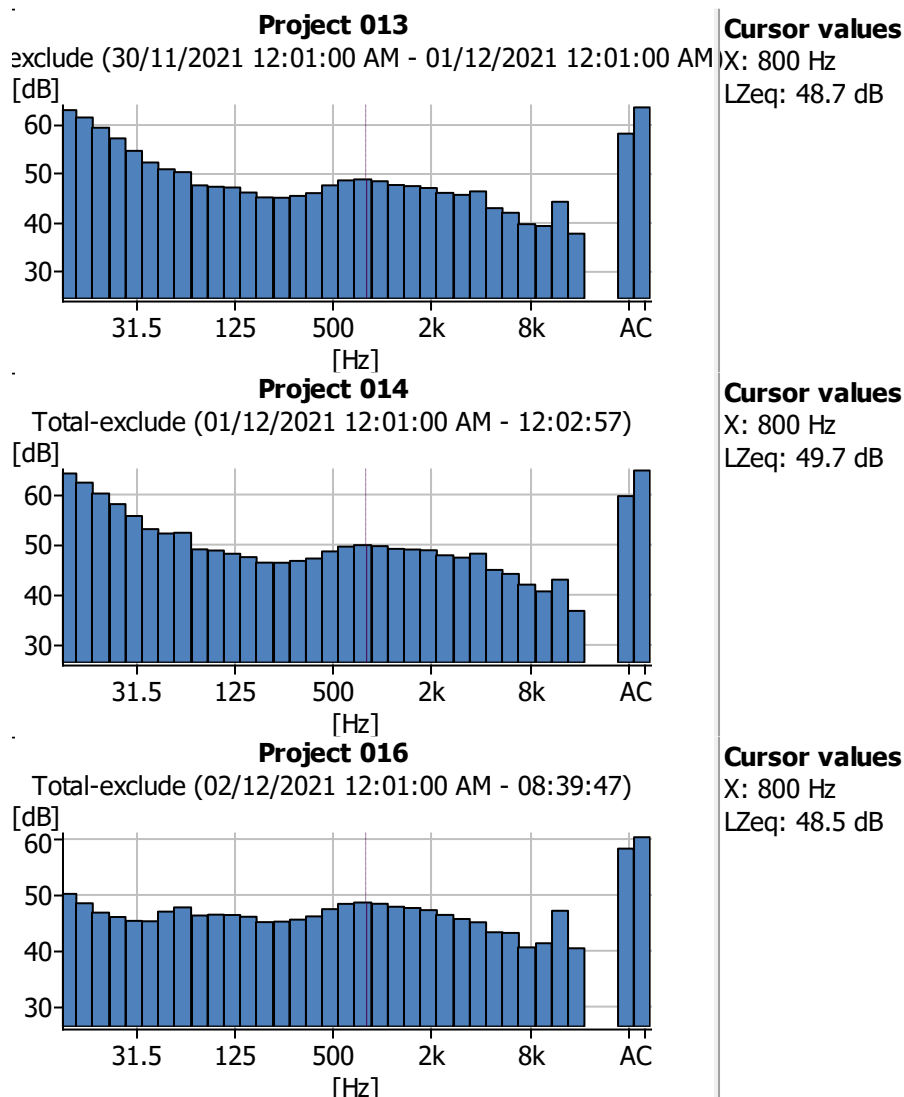 Project 013
exclude (30/11/2021 12:01:00 AM - 01/12/2021 12:01:00 AM
[dB]
60
50
40
30
31.5 125 500 2k 8k AC
[Hz]
Cursor values
X: 800 Hz
LZeq: 48.7 dB
Project 014
Total-exclude (01/12/2021 12:01:00 AM - 12:02:57)
[dB]
60
50
40
30
31.5 125 500 2k 8k AC
[Hz]
Cursor values
X: 800 Hz
LZeq: 49.7 dB
Project 016
Total-exclude (02/12/2021 12:01:00 AM - 08:39:47)
[dB]
60
50
40
30
31.5 125 500 2k 8k AC
[Hz]
Cursor values
X: 800 Hz
LZeq: 48.5 dB